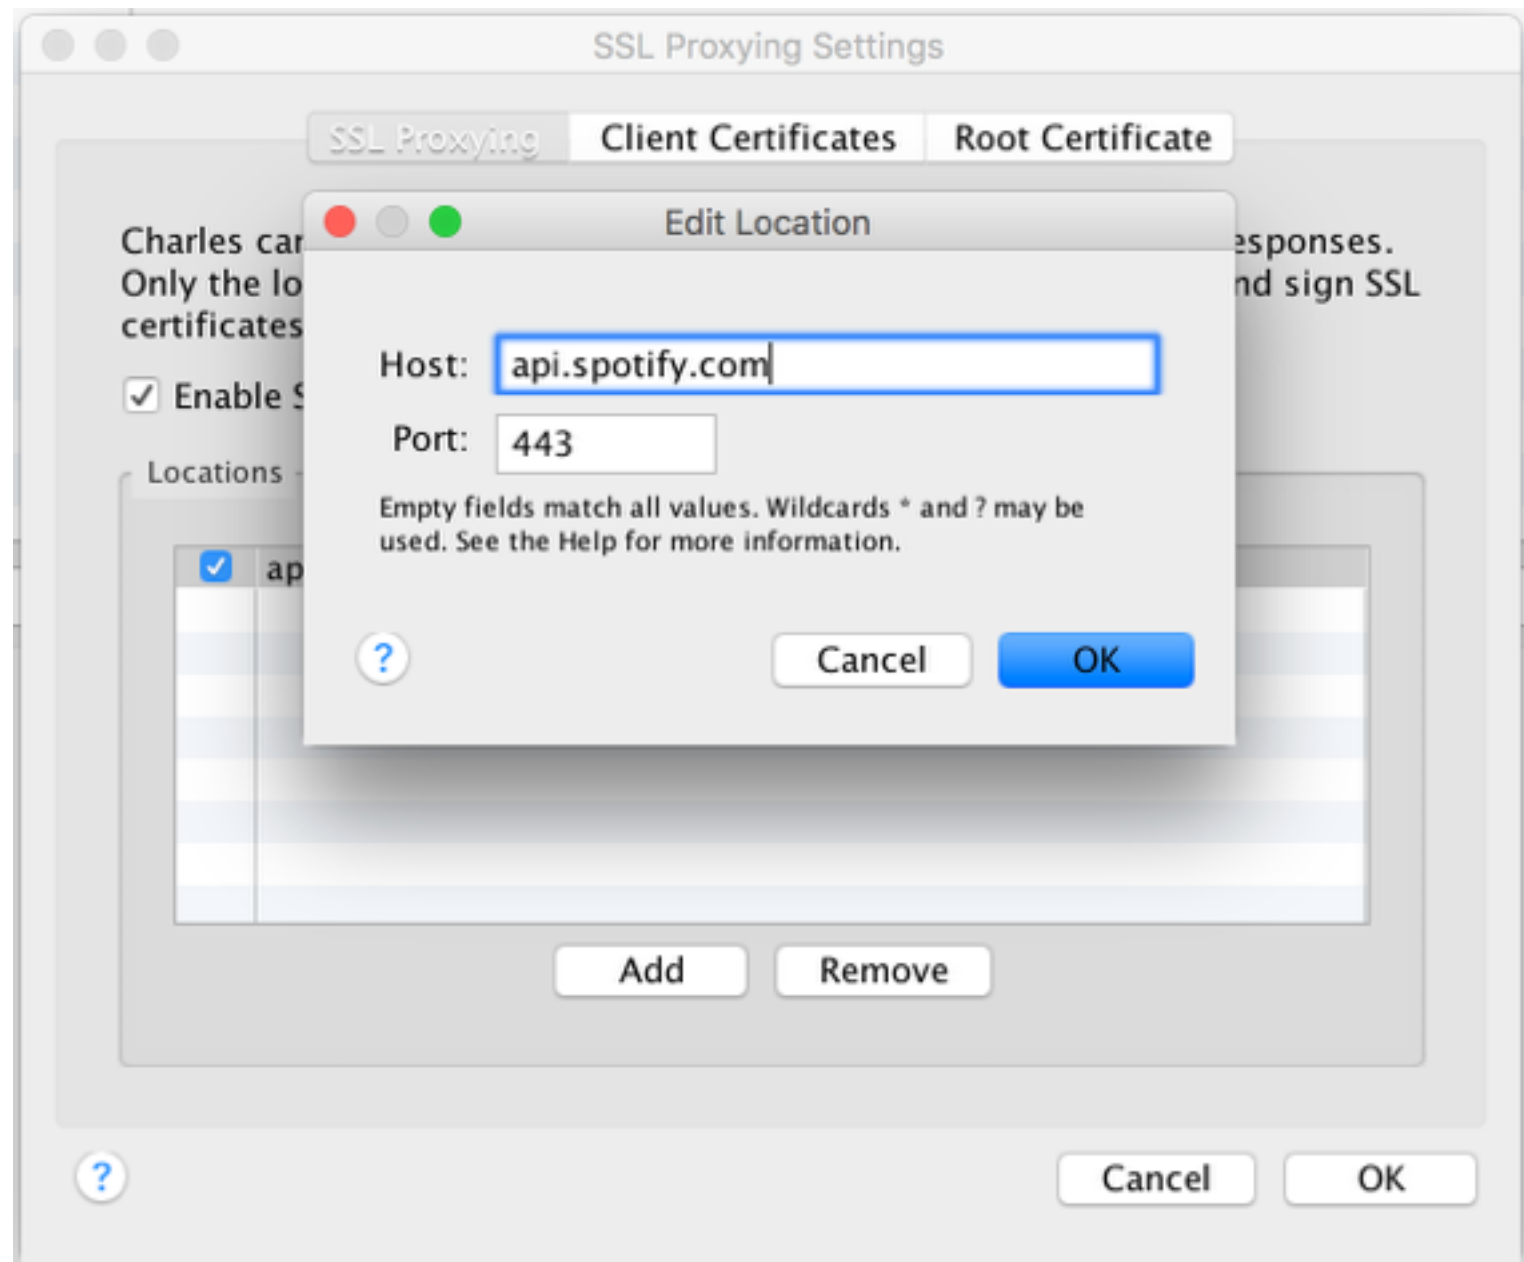 SSL Proxying Settings
SSL Proxying Client Certificates Root Certificate
Edit Location
Charles esponses.
Only the nd sign SSL
certificates
Host: api.spotify.com
Enable
Port: 443
Locations
Empty fields match all values. Wildcards * and ? may be
used. See the Help for more information.
ap
? Cancel OK
Add Remove
? Cancel OK